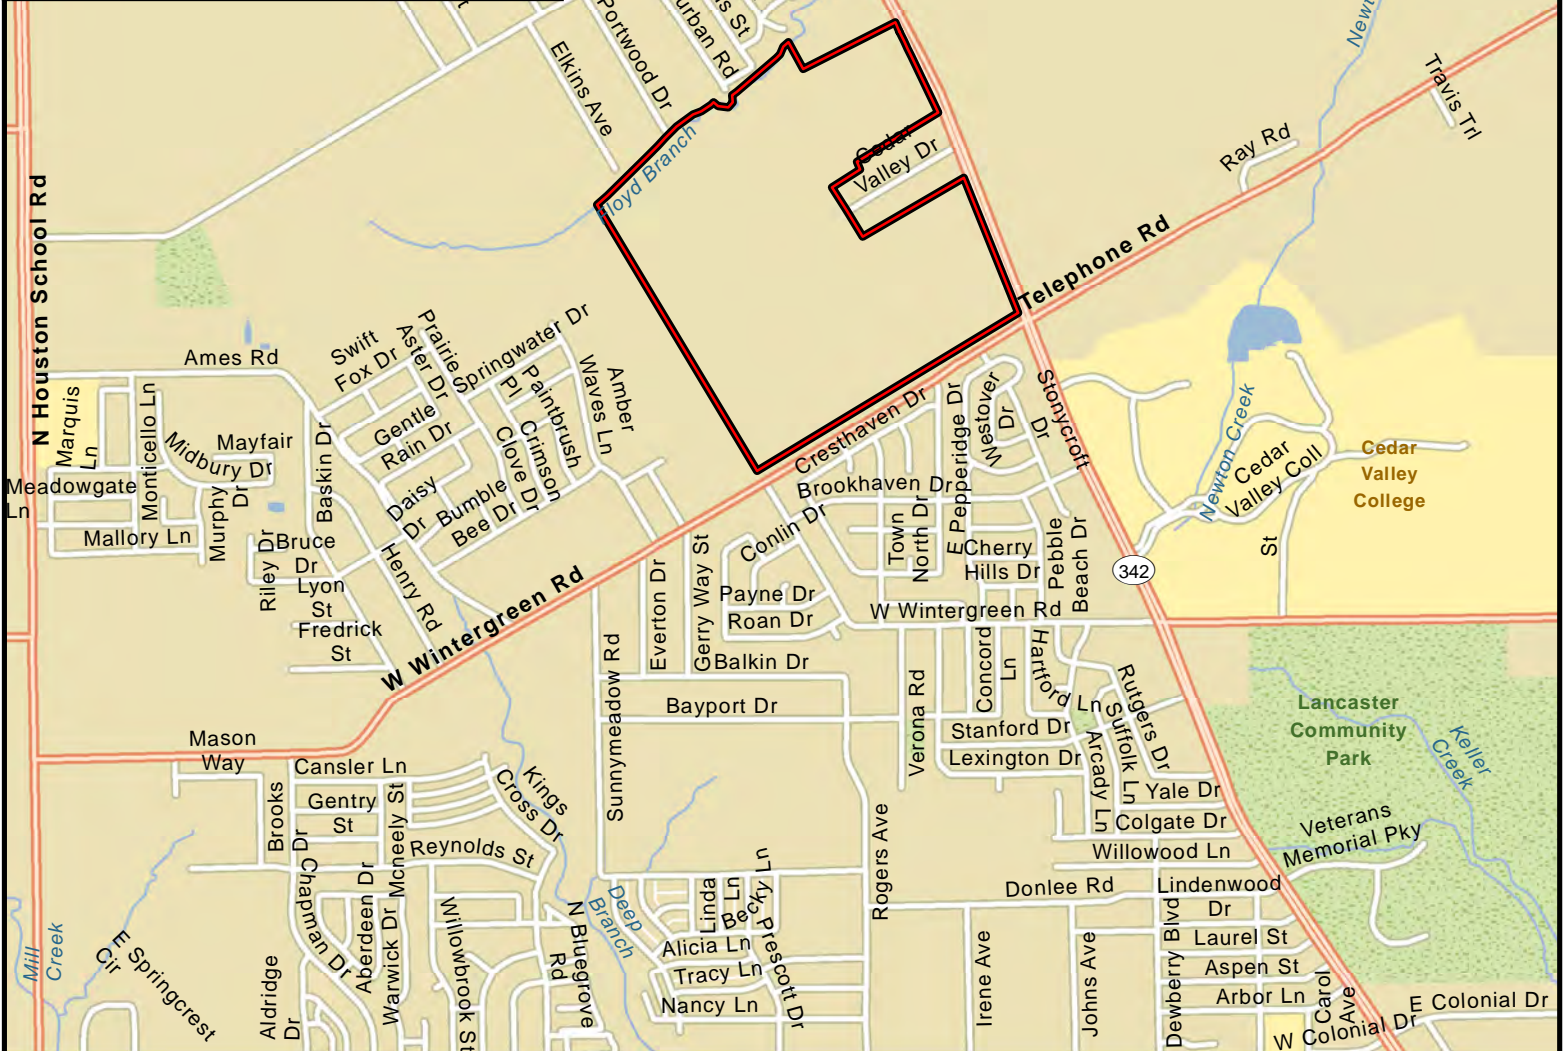 Portwood Dr
urban Rd
is St
Elkins Ave
Floyd Branch
Cedar
Valley Dr
Newt
Travis Trl
Ray Rd
Telephone Rd
N Houston School Rd
Ames Rd
Swift
Fox Dr
Prairie
Aster Dr
Springwater Dr
Pl
Paintbrush
Amber
Waves Ln
Gentle
Rain Dr
Crimson
Clove Dr
Daisy
Dr
Bumble
Bee Dr
Marquis
Ln
Monticello Ln
Mayfair
Midbury Dr
Meadowgate
Ln
Murphy
Dr
Mallory Ln
Baskin Dr
Riley Dr
Bruce
Dr
Lyon
St
Fredrick
St
Henry Rd
W Wintergreen Rd
Cresthaven Dr
Brookhaven Dr
E Pepperidge Dr
Westover
Dr
Stonycroft
Dr
Conlin Dr
Town
North Dr
Cherry
Hills Dr
Pebble
Beach Dr
Newton Creek
Cedar
Valley Coll
St
Cedar
Valley
College
342
Everton Dr
Gerry Way St
Payne Dr
Roan Dr
W Wintergreen Rd
Balkin Dr
Bayport Dr
Sunnymeadow Rd
Verona Rd
Concord
Ln
Hartford Ln
Stanford Dr
Lexington Dr
Arcady Ln
Suffolk Ln
Rutgers Dr
Yale Dr
Colgate Dr
Willowood Ln
Donlee Rd
Lindenwood
Dr
Lancaster
Community
Park
Keller
Creek
Veterans
Memorial Pky
Mason
Way
Cansler Ln
Gentry
St
Brooks
Dr
Mcneely St
Reynolds St
Kings
Cross Dr
Chapman Dr
Aberdeen Dr
Warwick Dr
Willowbrook St
N Bluegrove
Rd
Deep
Branch
Linda
Ln
Becky Ln
Alicia Ln
Tracy Ln
Nancy Ln
Prescott Dr
Rogers Ave
Irene Ave
Johns Ave
Dewberry Blvd
Laurel St
Aspen St
Arbor Ln
Carol
Ave
E Colonial Dr
W Colonial Dr
Mill
Creek
E Springcrest
Cir
Aldridge
Dr